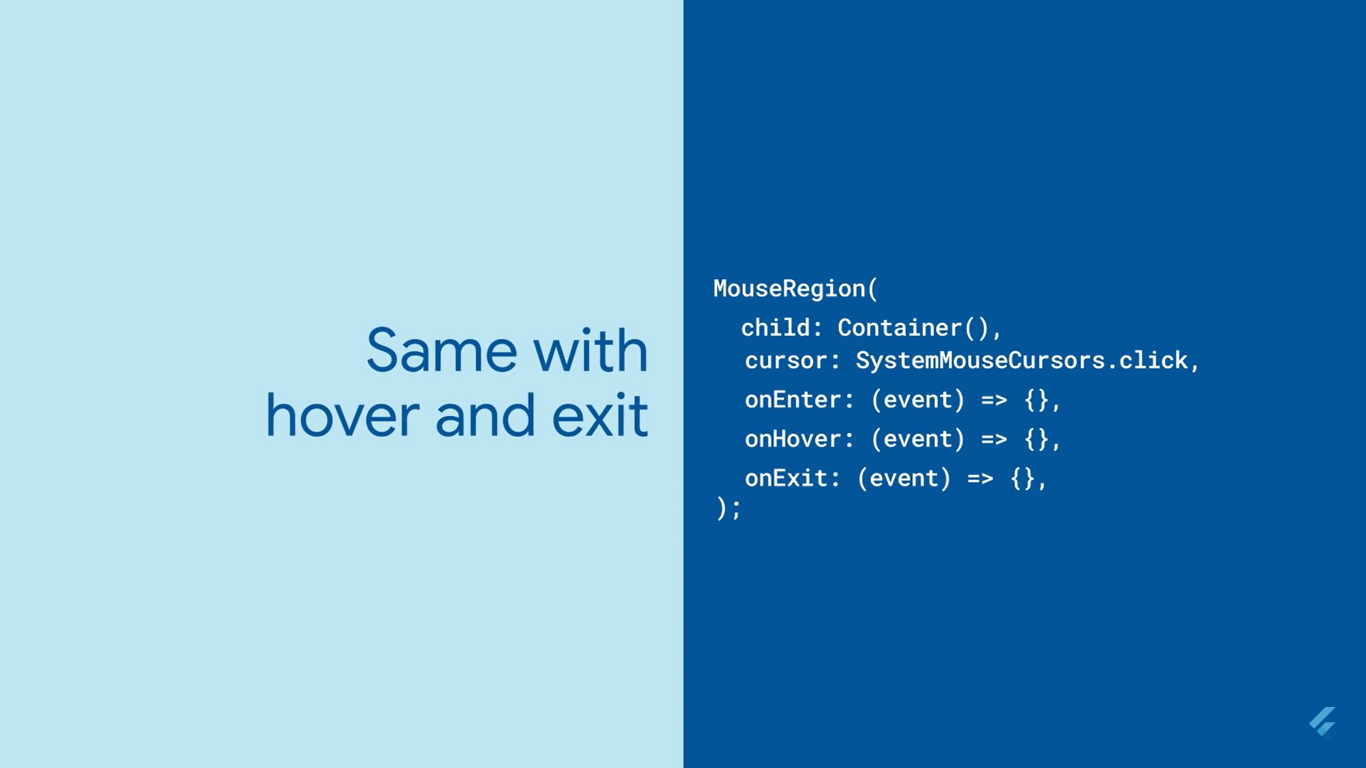 Same with
hover and exit
MouseRegion(
child: Container(),
cursor: SystemMouseCursors.click,
onEnter: (event) => {},
onHover: (event) => {},
onExit: (event) => {},
);